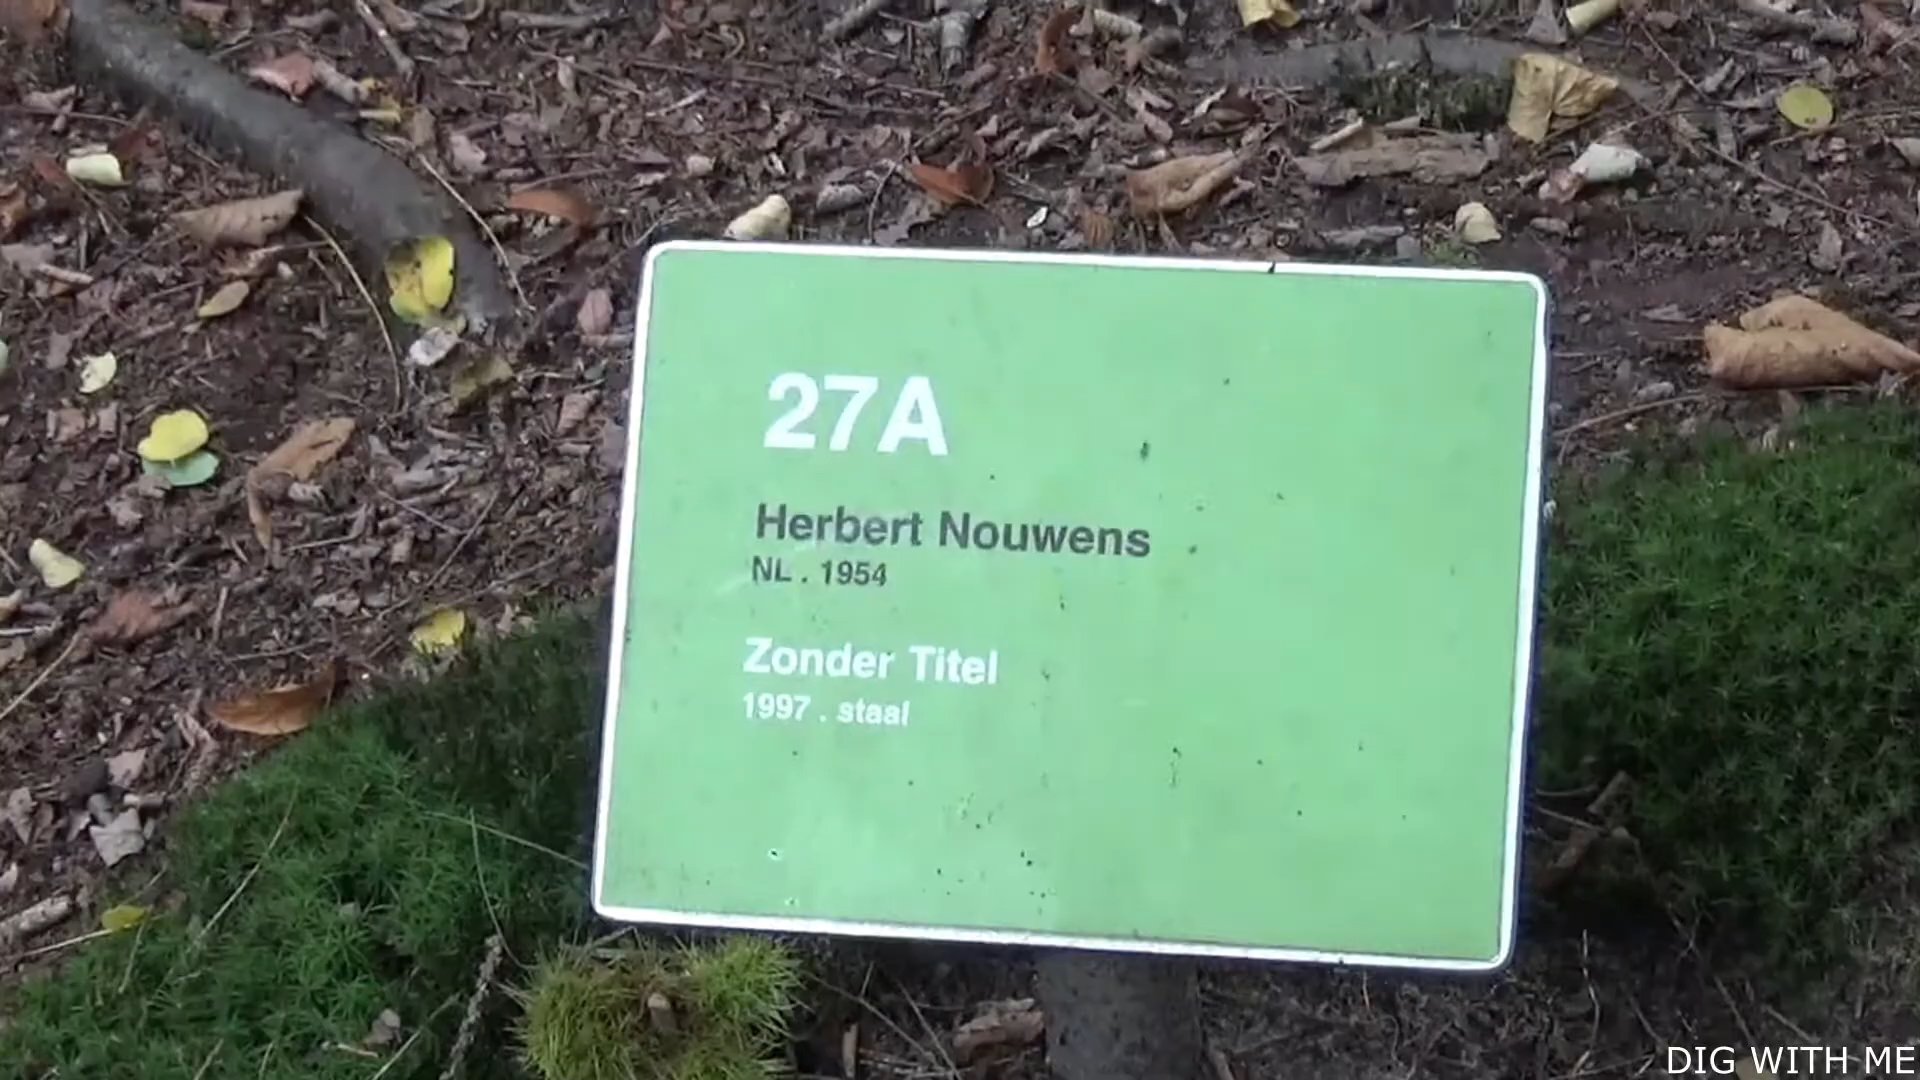 27A
Herbert Nouwens
NL . 1954
Zonder Titel
1997 . staal
DIG WITH ME